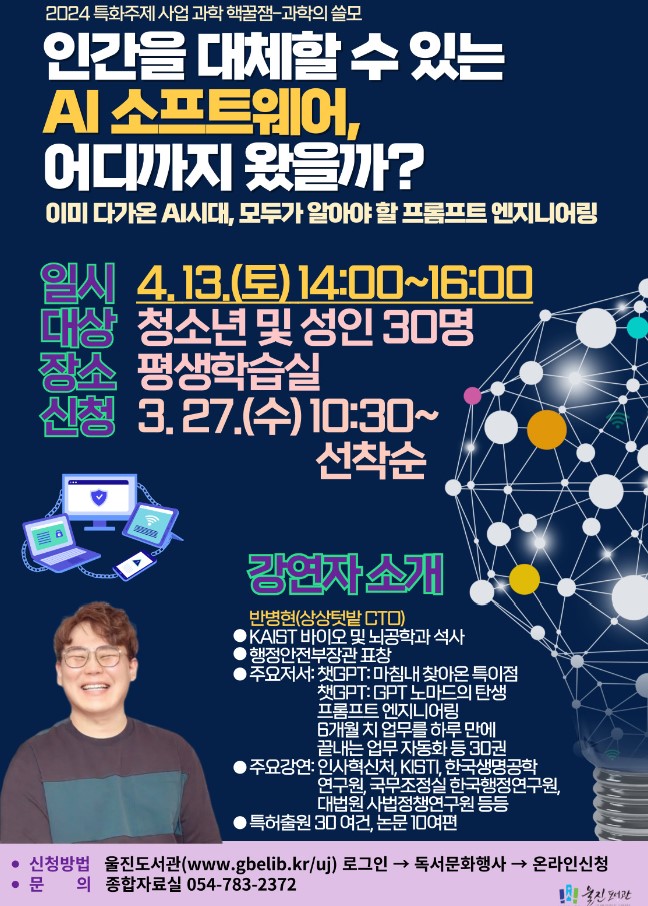 2024 특화주제 사업 과학 핵꿀잼-과학의 쓸모
인간을 대체할 수 있는
AI 소프트웨어,
어디까지 왔을까?
이미 다가온 AI시대, 모두가 알아야 할 프롬프트 엔지니어링
일시 4. 13.(토) 14:00~16:00
대상 청소년 및 성인 30명
장소 평생학습실
신청 3. 27.(수) 10:30~
선착순
강연자 소개
반병현(상상텃밭 CTO)
● KAIST 바이오 및 뇌공학과 석사
● 행정안전부장관 표창
● 주요저서: 챗GPT: 마침내 찾아온 특이점
챗GPT: GPT 노마드의 탄생
프롬프트 엔지니어링
6개월 치 업무를 하루 만에
끝내는 업무 자동화 등 30권
● 주요강연: 인사혁신처, KISTI, 한국생명공학
연구원, 국무조정실 한국행정연구원,
대법원 사법정책연구원 등등
● 특허출원 30 여건, 논문 10여편
• 신청방법 울진도서관(www.gbelib.kr/uj) 로그인 → 독서문화행사 → 온라인신청
• 문 의 종합자료실 054-783-2372
울진도서관